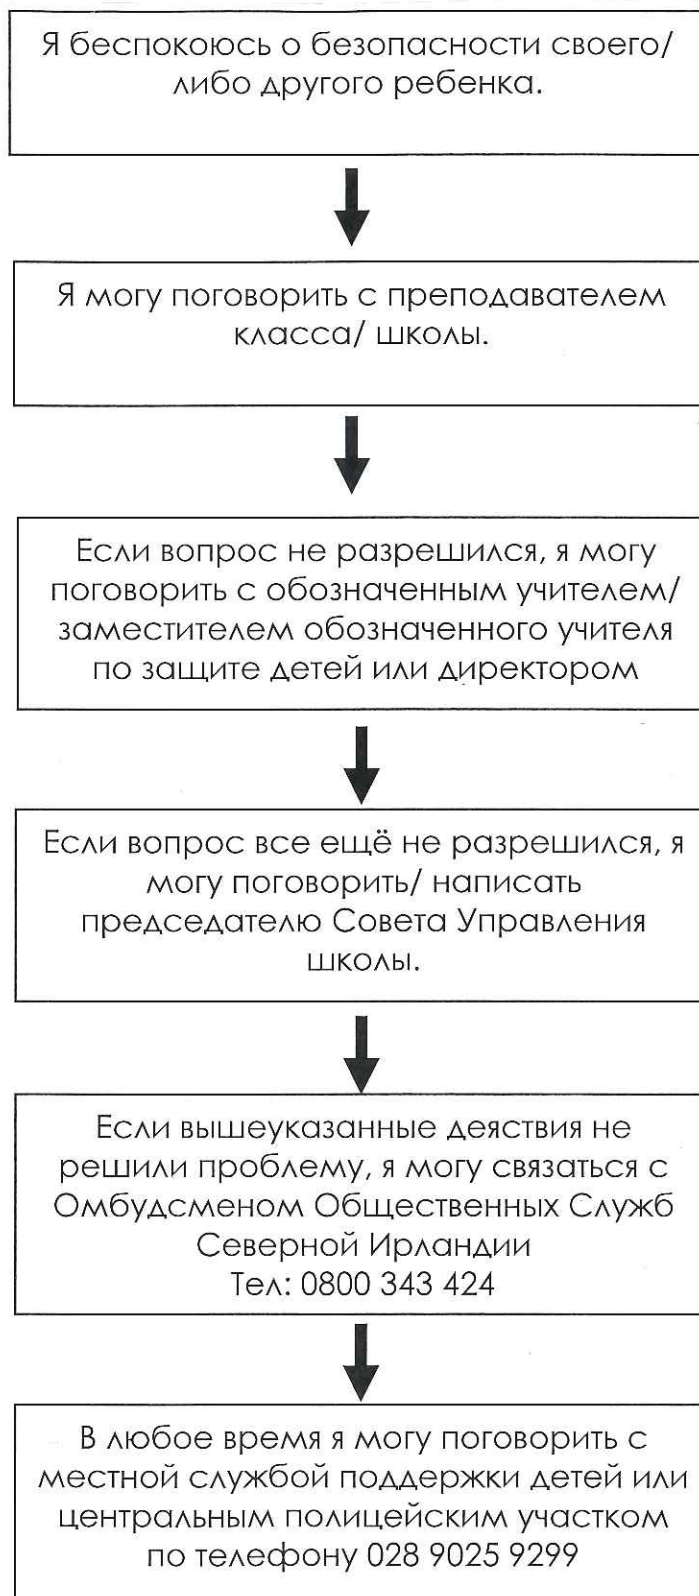 Я беспокоюсь о безопасности своего/
либо другого ребенка.
Я могу поговорить с преподавателем
класса/ школы.
Если вопрос не разрешился, я могу
поговорить с обозначенным учителем/
заместителем обозначенного учителя
по защите детей или директором
Если вопрос все ещё не разрешился, я
могу поговорить/ написать
председателю Совета Управления
школы.
Если вышеуказанные деяствия не
решили проблему, я могу связаться с
Омбудсменом Общественных Служб
Северной Ирландии
Тел: 0800 343 424
В любое время я могу поговорить с
местной службой поддержки детей или
центральным полицейским участком
по телефону 028 9025 9299